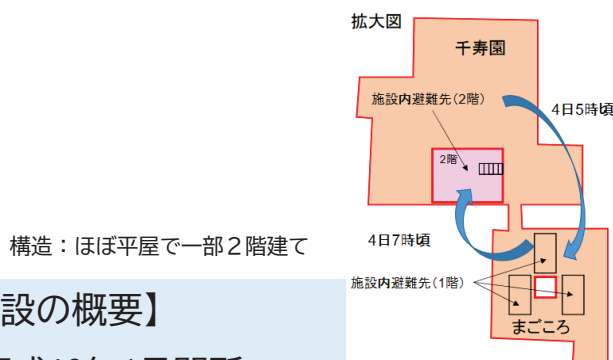 拡大図
千寿園
施設内避難先(2階)
4日5時頃
2階
構造：ほぼ平屋で一部２階建て
4日7時頃
施設内避難先(1階)
まごころ
設の概要】